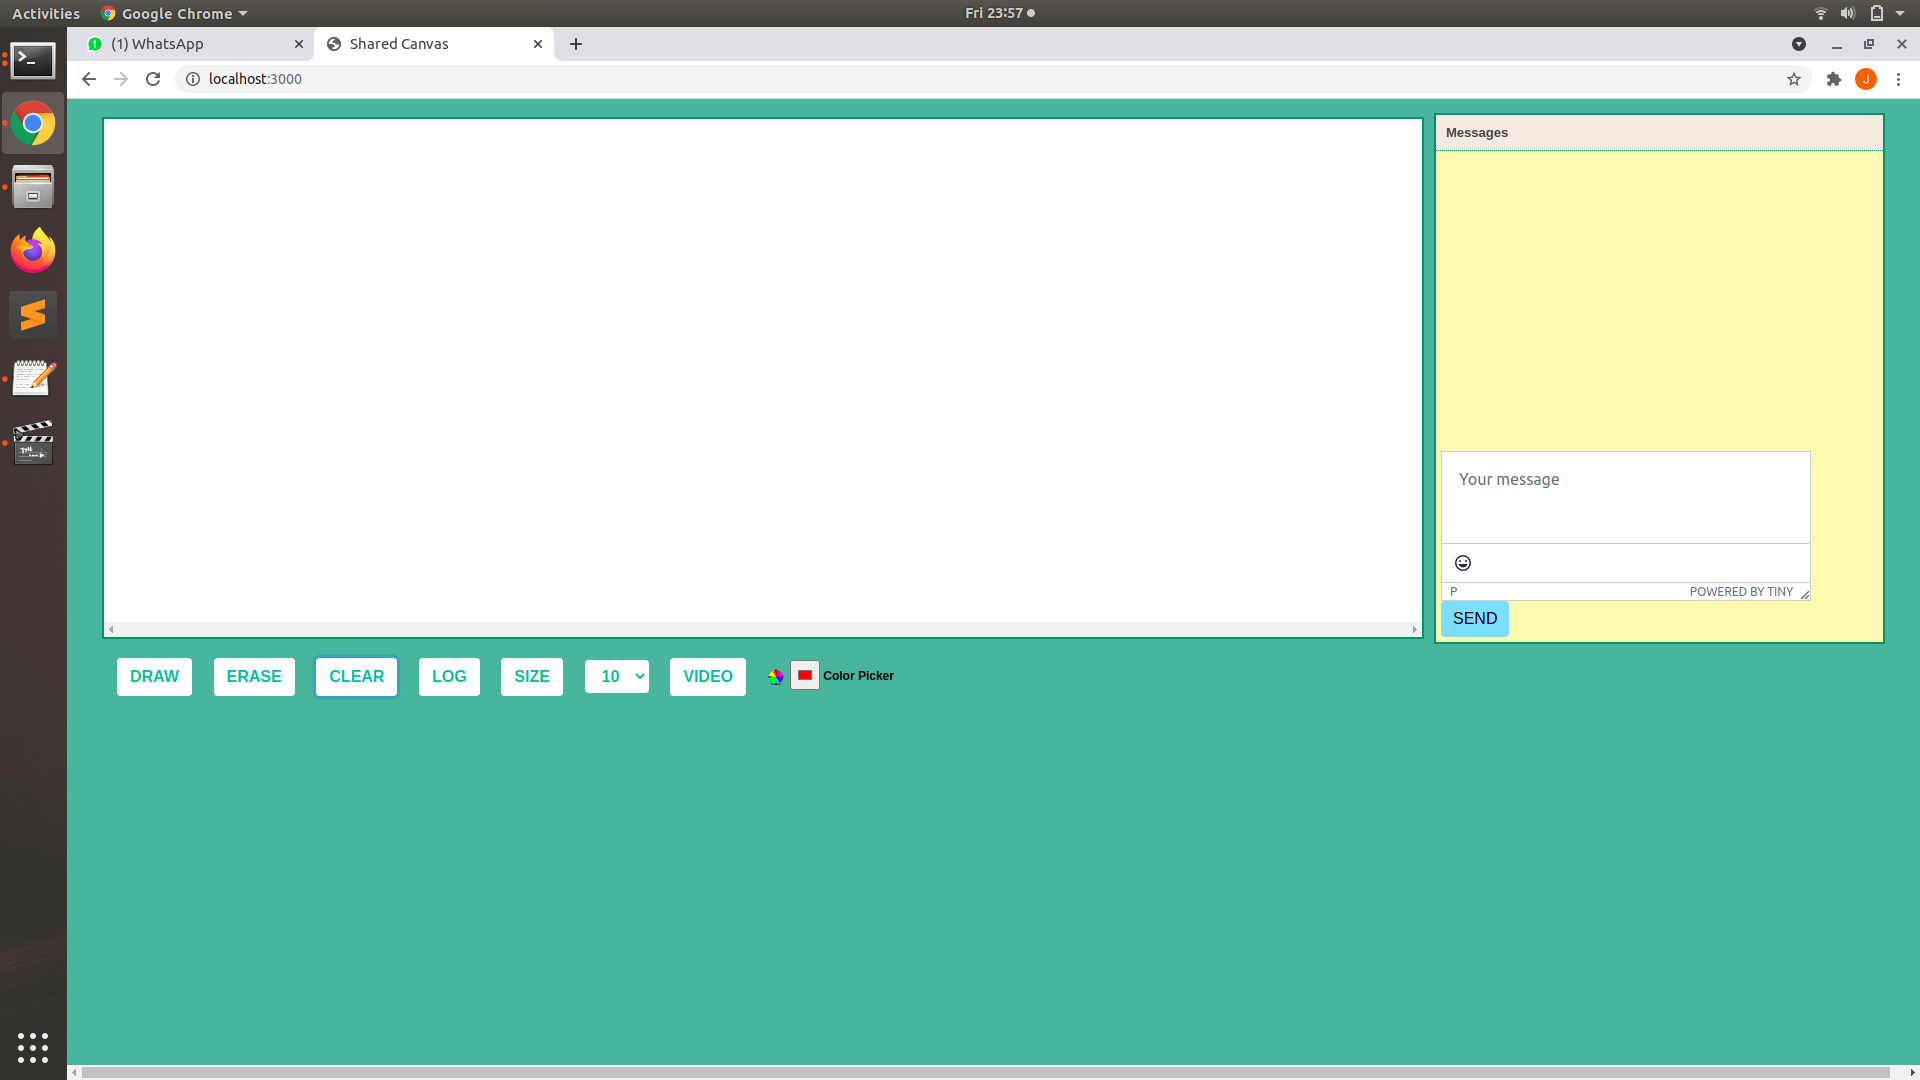 Activities Google Chrome Fri 23:57
(1) WhatsApp Shared Canvas
localhost:3000 J
Messages
Your message
P POWERED BY TINY
SEND
DRAW ERASE CLEAR LOG SIZE 10 VIDEO Color Picker